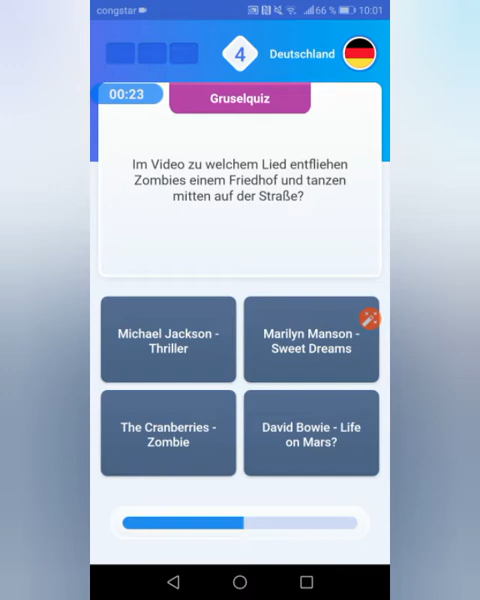 congstar
66 %
10:01
4
Deutschland
00:23
Gruselquiz
Im Video zu welchem Lied entfliehen
Zombies einem Friedhof und tanzen
mitten auf der Straße?
Michael Jackson -
Thriller
Marilyn Manson -
Sweet Dreams
The Cranberries -
Zombie
David Bowie - Life
on Mars?